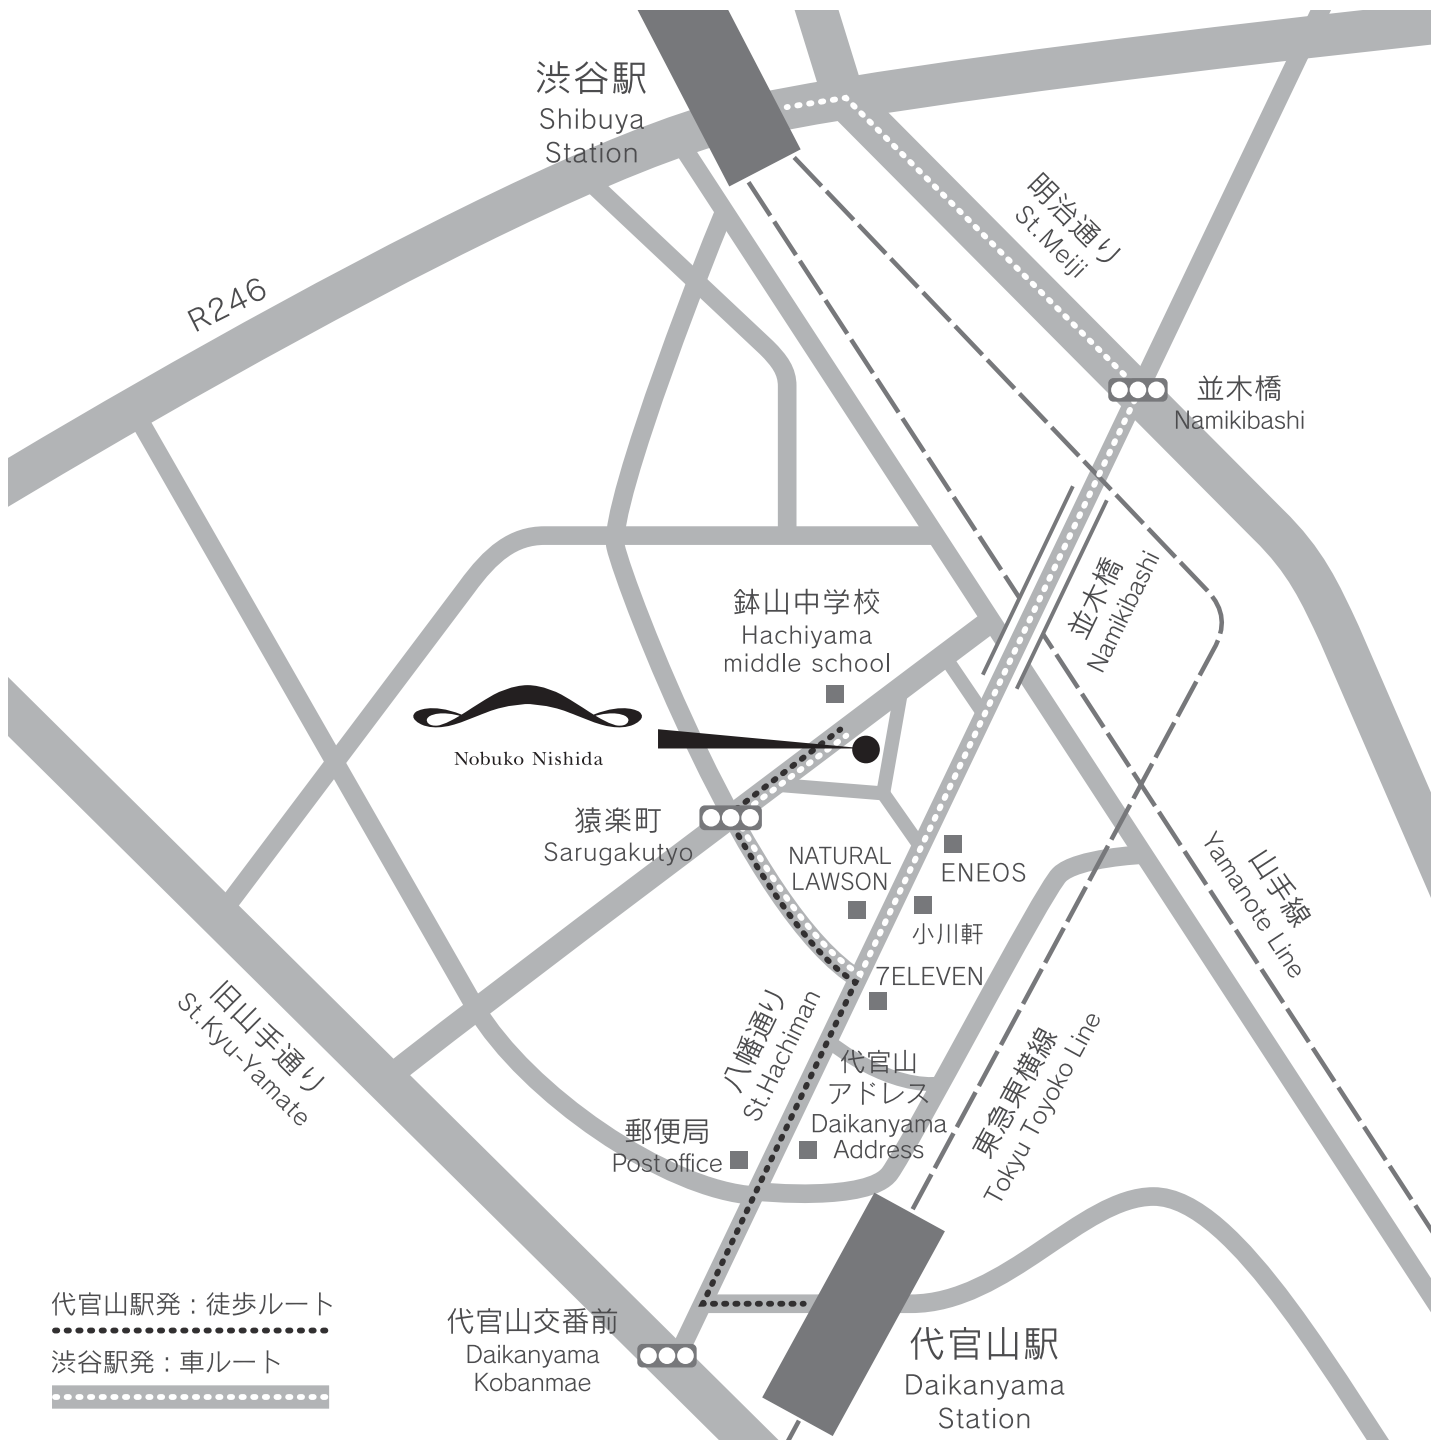 渋谷駅
Shibuya
Station
R246
明治通り
St.Meiji
並木橋
Namikibashi
並木橋
Namikibashi
鉢山中学校
Hachiyama
middle school
Nobuko Nishida
猿楽町
Sarugakutyo
NATURAL
LAWSON
ENEOS
小川軒
7ELEVEN
山手線
Yamanote Line
旧山手通り
St.Kyu-Yamate
八幡通り
St.Hachiman
代官山
アドレス
Daikanyama
Address
東急東横線
Tokyu Toyoko Line
郵便局
Post office
代官山駅発:徒歩ルート
渋谷駅発:車ルート
代官山交番前
Daikanyama
Kobanmae
代官山駅
Daikanyama
Station